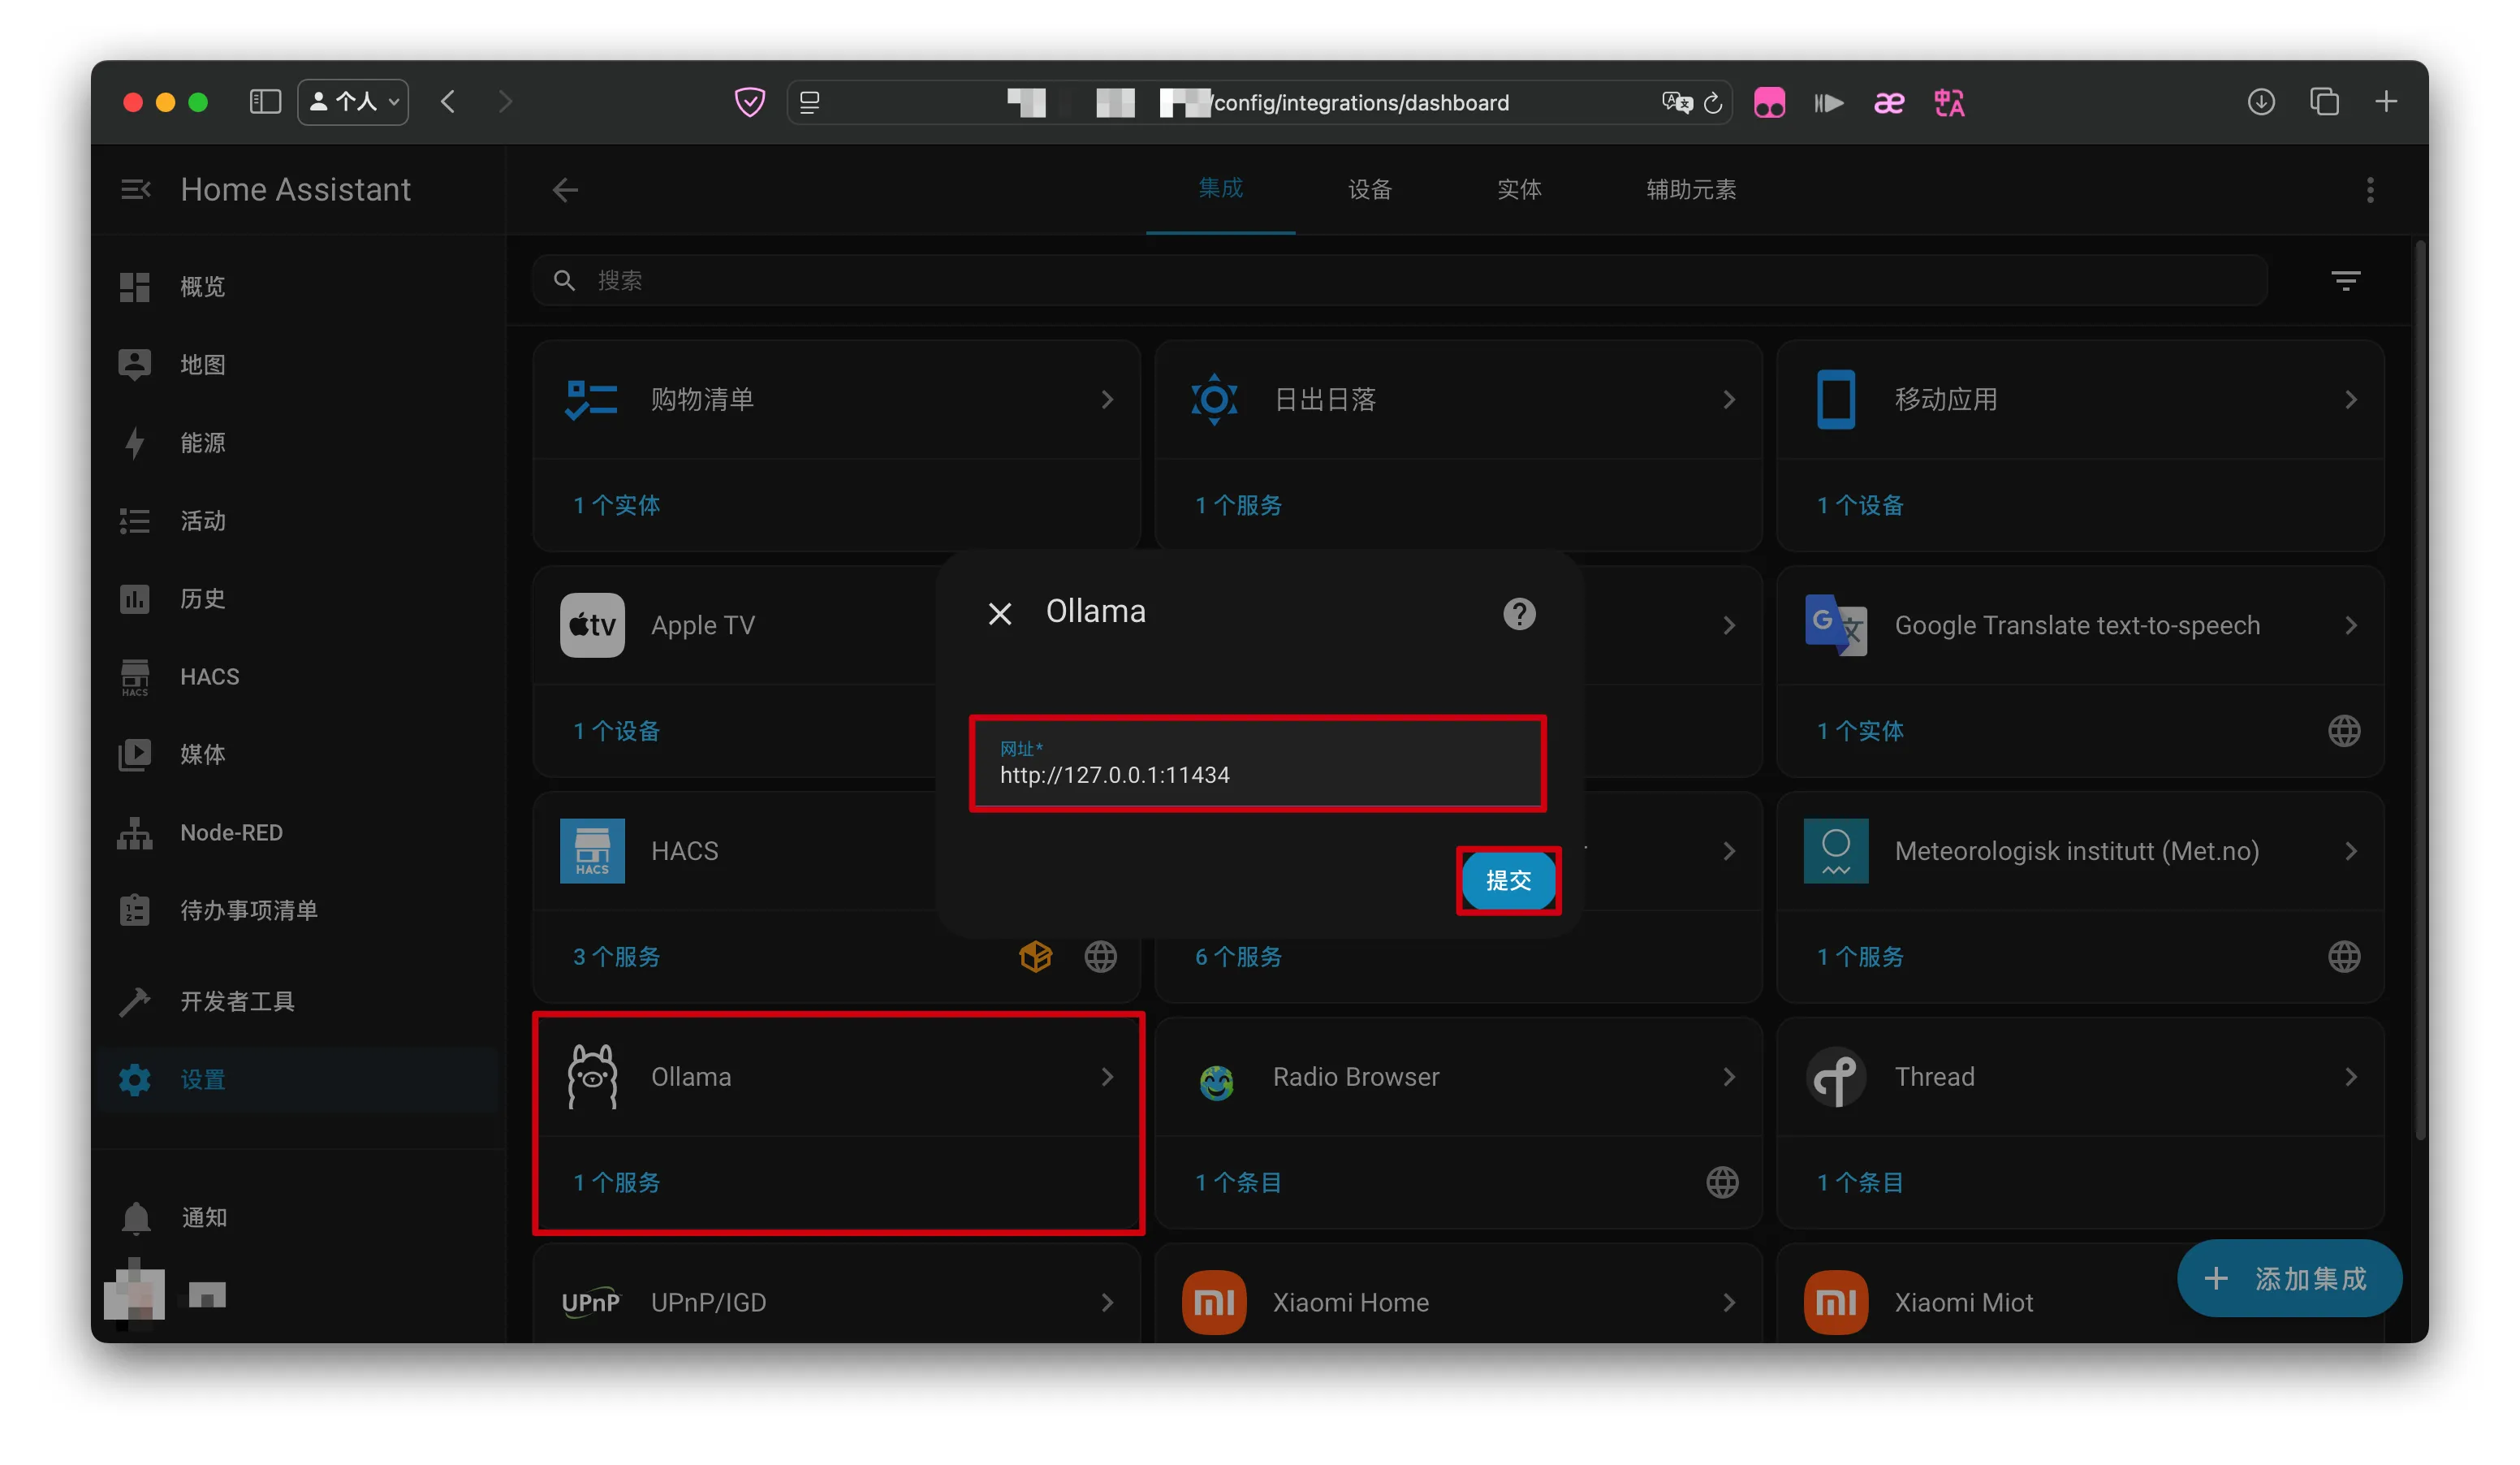 个人
/config/integrations/dashboard
中A
Home Assistant
集成
设备
实体
辅助元素
概览
地图
能源
活动
历史
HACS
HACS
媒体
Node-RED
待办事项清单
开发者工具
设置
通知
搜索
购物清单
日出日落
移动应用
1 个实体
1 个服务
1 个设备
tv
Apple TV
G 文
Google Translate text-to-speech
1 个设备
1 个实体
Ollama
网址*
http://127.0.0.1:11434
提交
HACS
HACS
Meteorologisk institutt (Met.no)
3 个服务
6 个服务
1 个服务
Ollama
Radio Browser
Thread
1 个服务
1 个条目
1 个条目
UPnP
UPnP/IGD
Xiaomi Home
Xiaomi Miot
添加集成